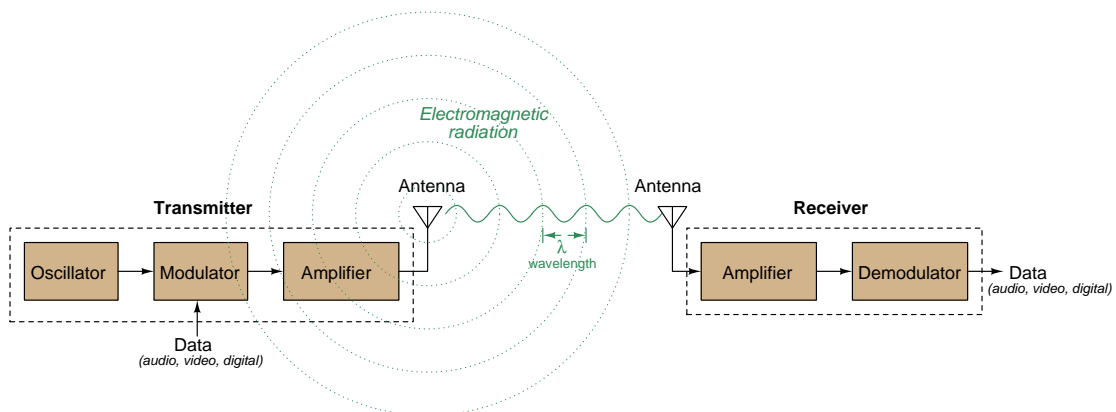 Electromagnetic
radiation
Antenna
Antenna
Transmitter
Receiver
λ
wavelength
Oscillator
Modulator
Amplifier
Amplifier
Demodulator
Data
(audio, video, digital)
Data
(audio, video, digital)